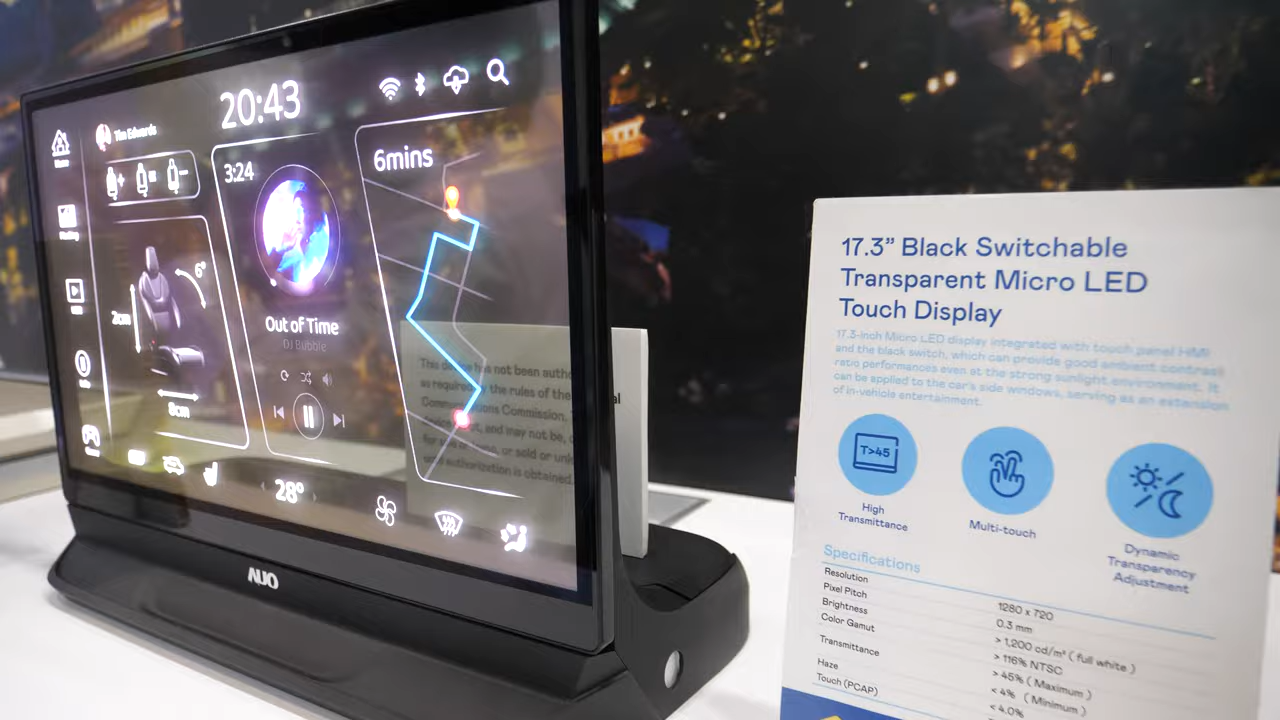 20:43
The Edwards
Home
3:24
6mins
6°
2cm
8cm
Out of Time
DJ Bubble
28°
This device has not been
as required by the rules of the
Communications Commission.
and may not be,
or sold or
authorization is obtained.
al
AUO
17.3” Black Switchable
Transparent Micro LED
Touch Display
17.3-inch Micro LED display integrated with touch panel HMI
and the black switch, which can provide good ambient contrast
ratio performances even at the strong sunlight environment. It
can be applied to the car's side windows, serving as an extension
of in-vehicle entertainment.
T>45
High
Transmittance
Multi-touch
Dynamic
Transparency
Adjustment
Specifications
Resolution 1280 x 720
Pixel Pitch 0.3 mm
Brightness > 1,200 cd/m² ( full white )
Color Gamut > 116% NTSC
Transmittance > 45% ( Maximum )
< 4% ( Minimum )
Haze < 4.0%
Touch (PCAP)